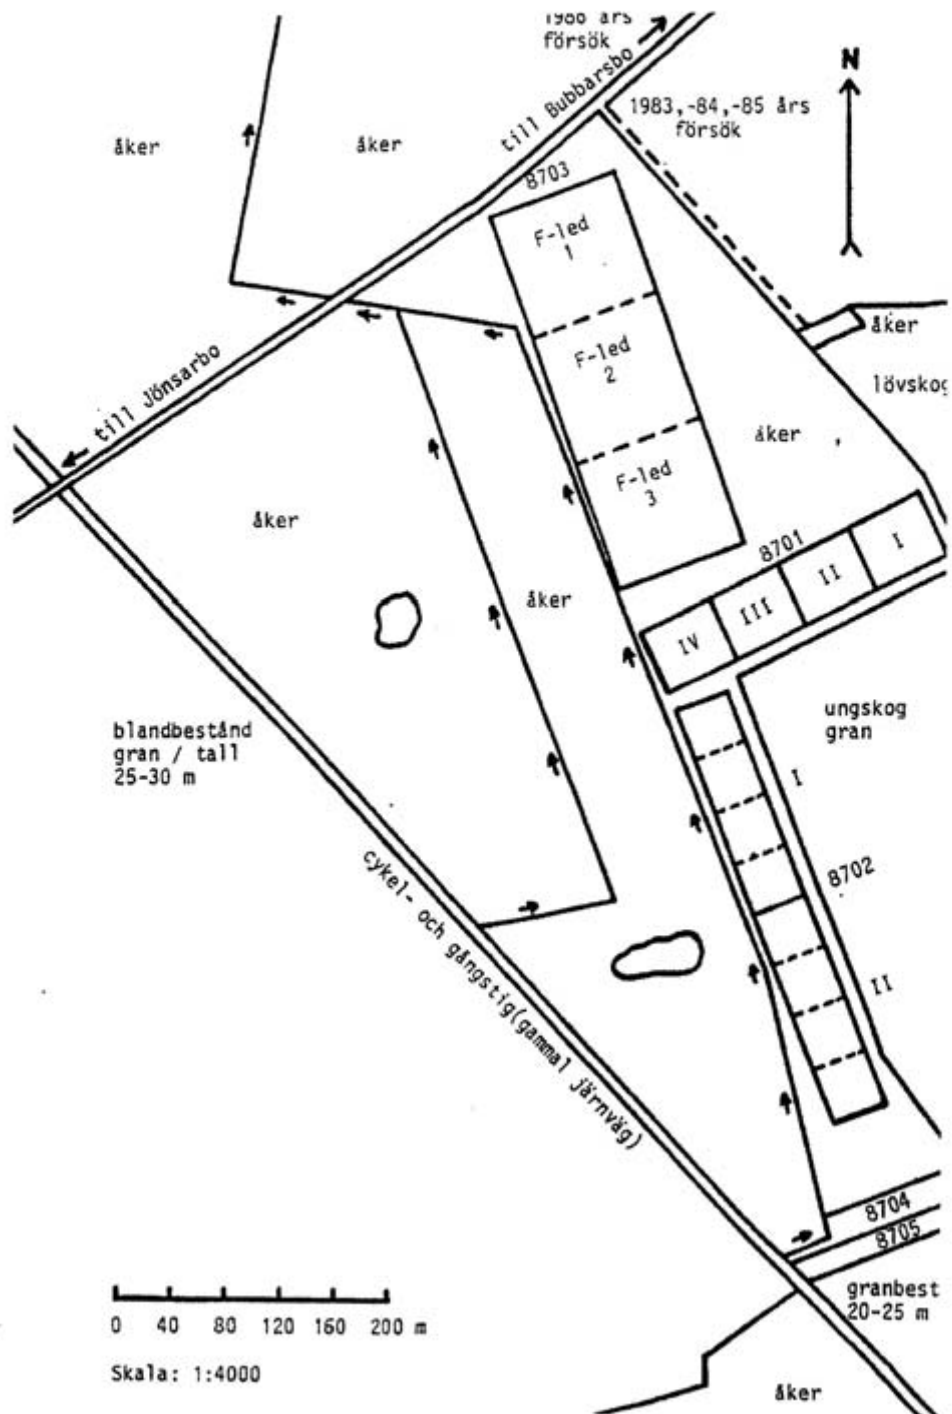 1986 års
försök
N
till Bubbarsbo
1983,-84,-85 års
försök
åker
åker
8703
F-led
1
åker
F-led
2
till Jönsarbo
lövskog
åker
F-led
3
åker
8701
I
II
III
IV
åker
ungskog
gran
blandbestånd
gran / tall
25-30 m
I
8702
cykel- och gångstig(gammal järnväg)
II
8704
8705
granbest
20-25 m
0 40 80 120 160 200 m
Skala: 1:4000
åker